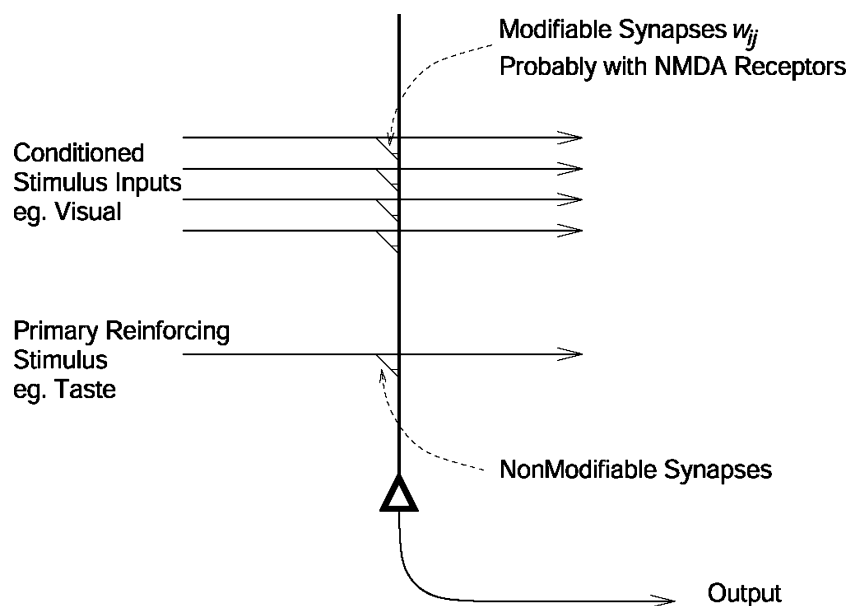 Modifiable Synapses wij
Probably with NMDA Receptors
Conditioned
Stimulus Inputs
eg. Visual
Primary Reinforcing
Stimulus
eg. Taste
NonModifiable Synapses
Output